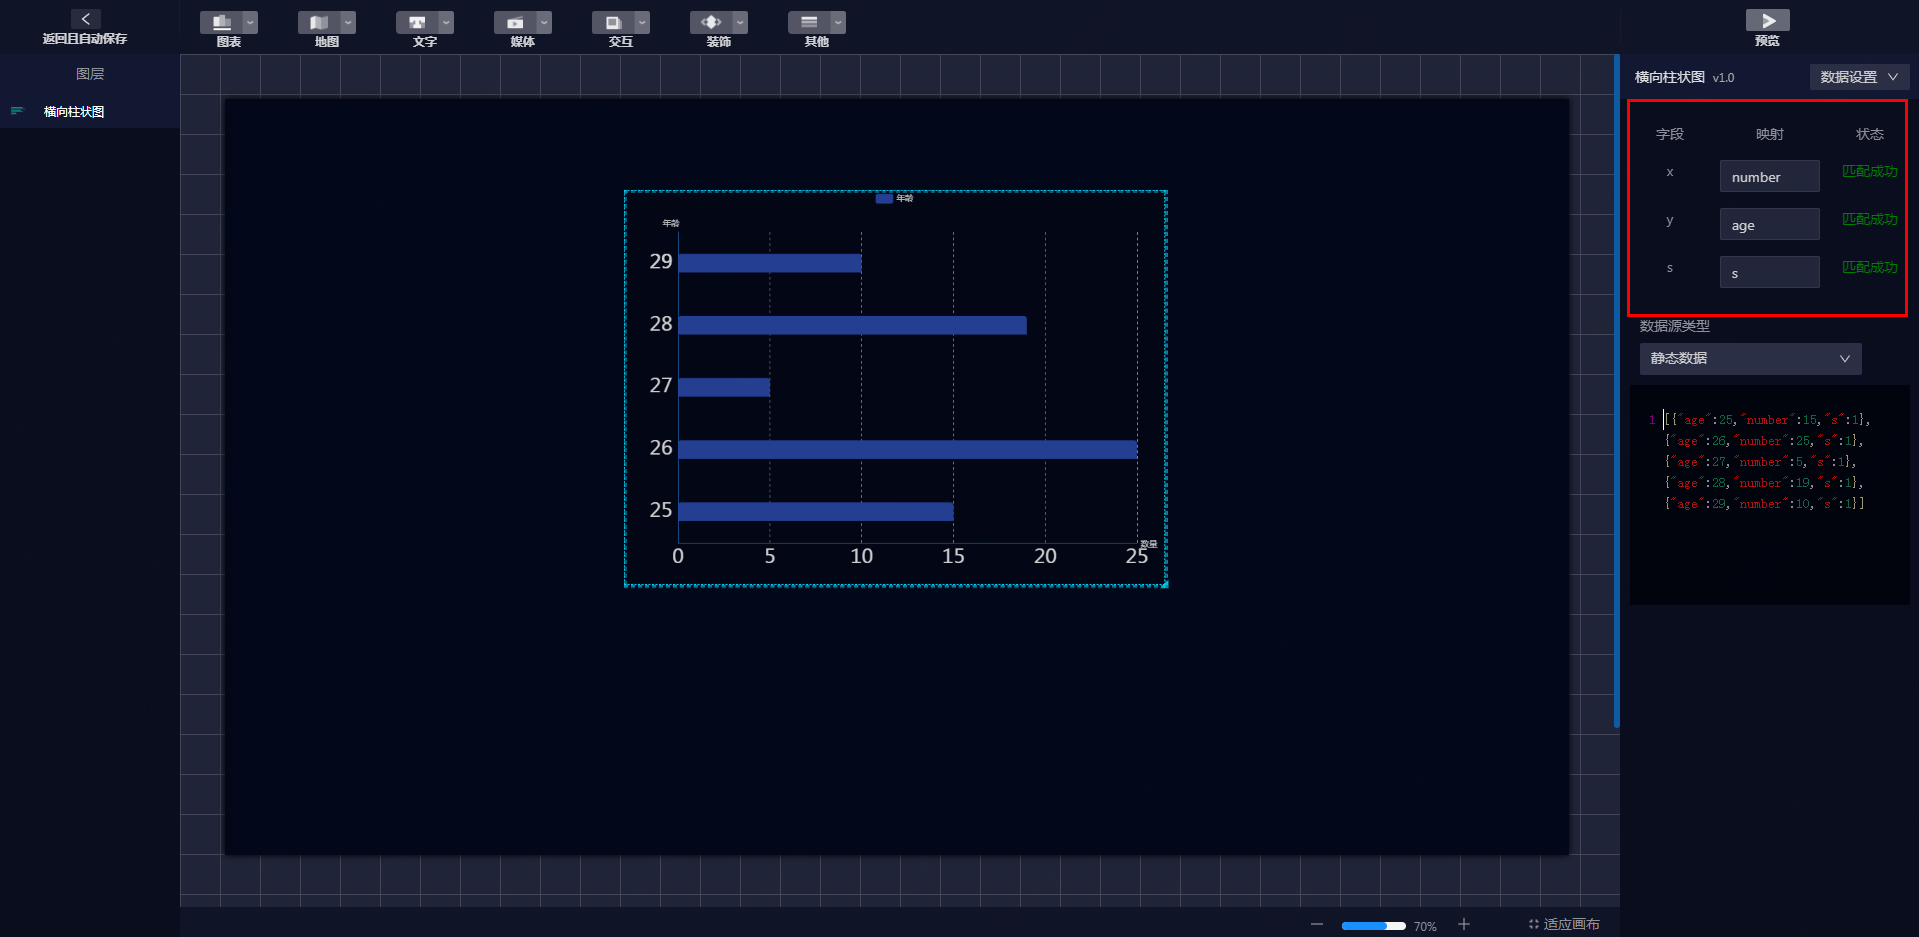 返回且自动保存
图表
地图
文字
媒体
交互
装饰
其他
预览
图层
横向柱状图
年龄
年龄
29
28
27
26
25
0 5 10 15 20 25
数量
横向柱状图 v1.0
数据设置
字段 映射 状态
x number 匹配成功
y age 匹配成功
s s 匹配成功
数据源类型
静态数据
1 [{"age":25,"number":15,"s":1},
{"age":26,"number":25,"s":1},
{"age":27,"number":5,"s":1},
{"age":28,"number":19,"s":1},
{"age":29,"number":10,"s":1}]
70%
适应画布